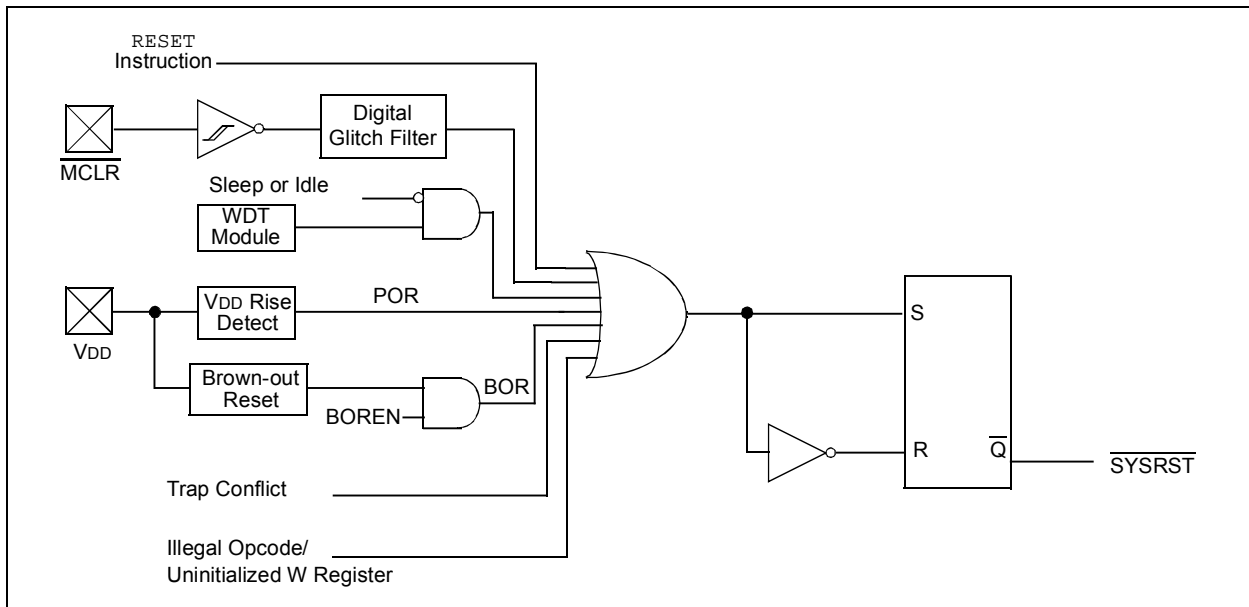 RESET
Instruction
Digital
Glitch Filter
MCLR
Sleep or Idle
WDT
Module
VDD Rise
Detect
POR
VDD
Brown-out
Reset
BOR
BOREN
Trap Conflict
Illegal Opcode/
Uninitialized W Register
S
R
Q
SYSRST